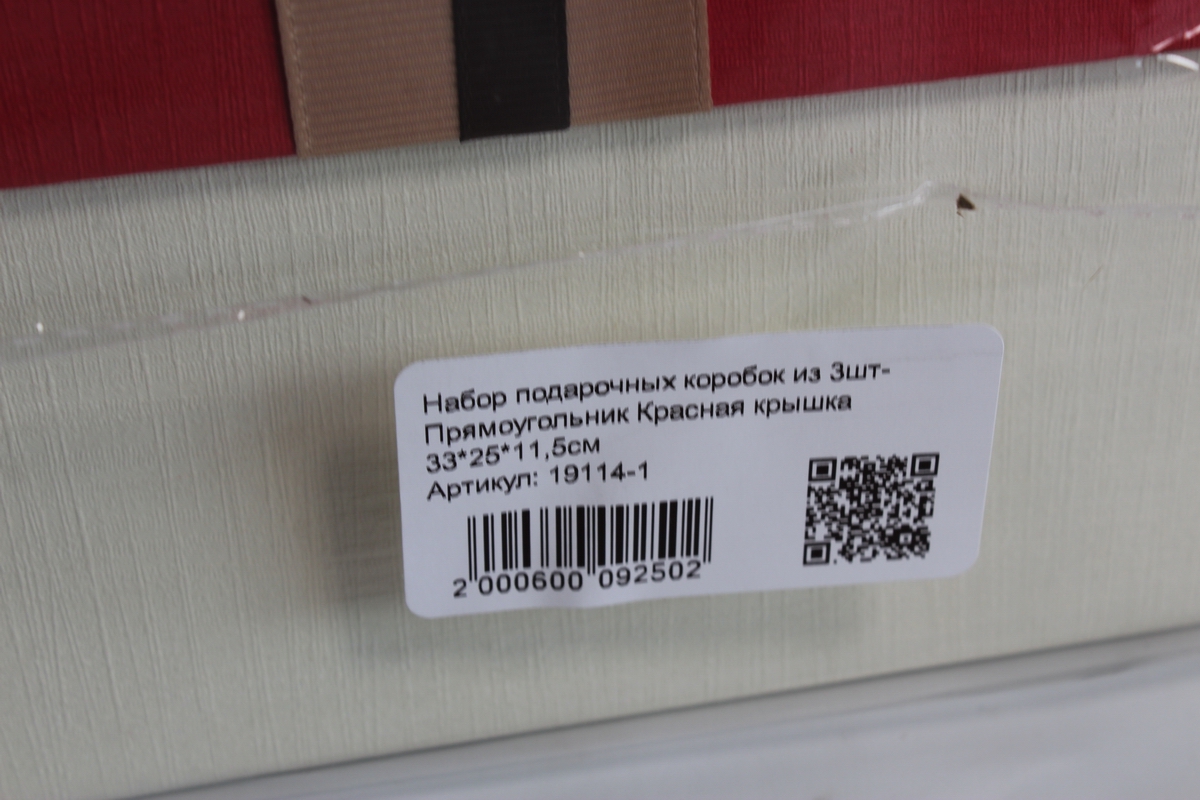 Набор подарочных коробок из 3шт-
Прямоугольник Красная крышка
33*25*11,5см
Артикул: 19114-1
2 000600 092502